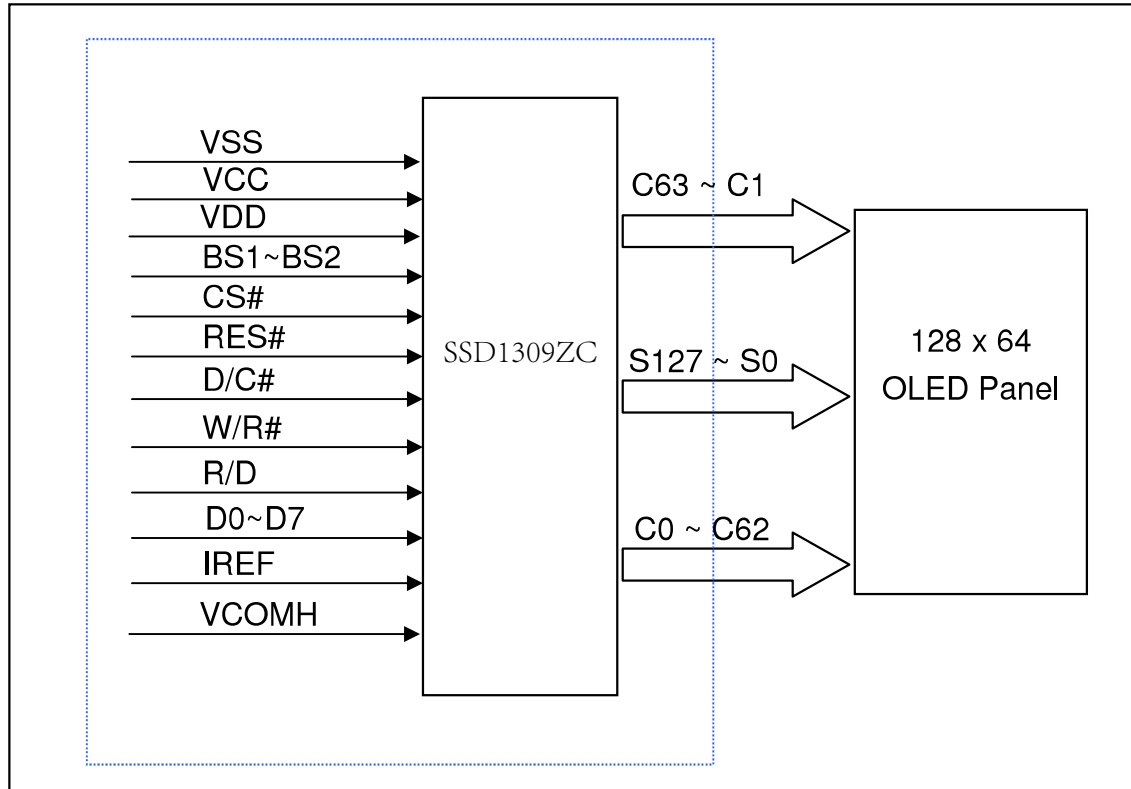 VSS
VCC
VDD
BS1~BS2
CS#
RES#
D/C#
W/R#
R/D
D0~D7
IREF
VCOMH
SSD1309ZC
C63 ~ C1
S127 ~ S0
C0 ~ C62
128 x 64
OLED Panel